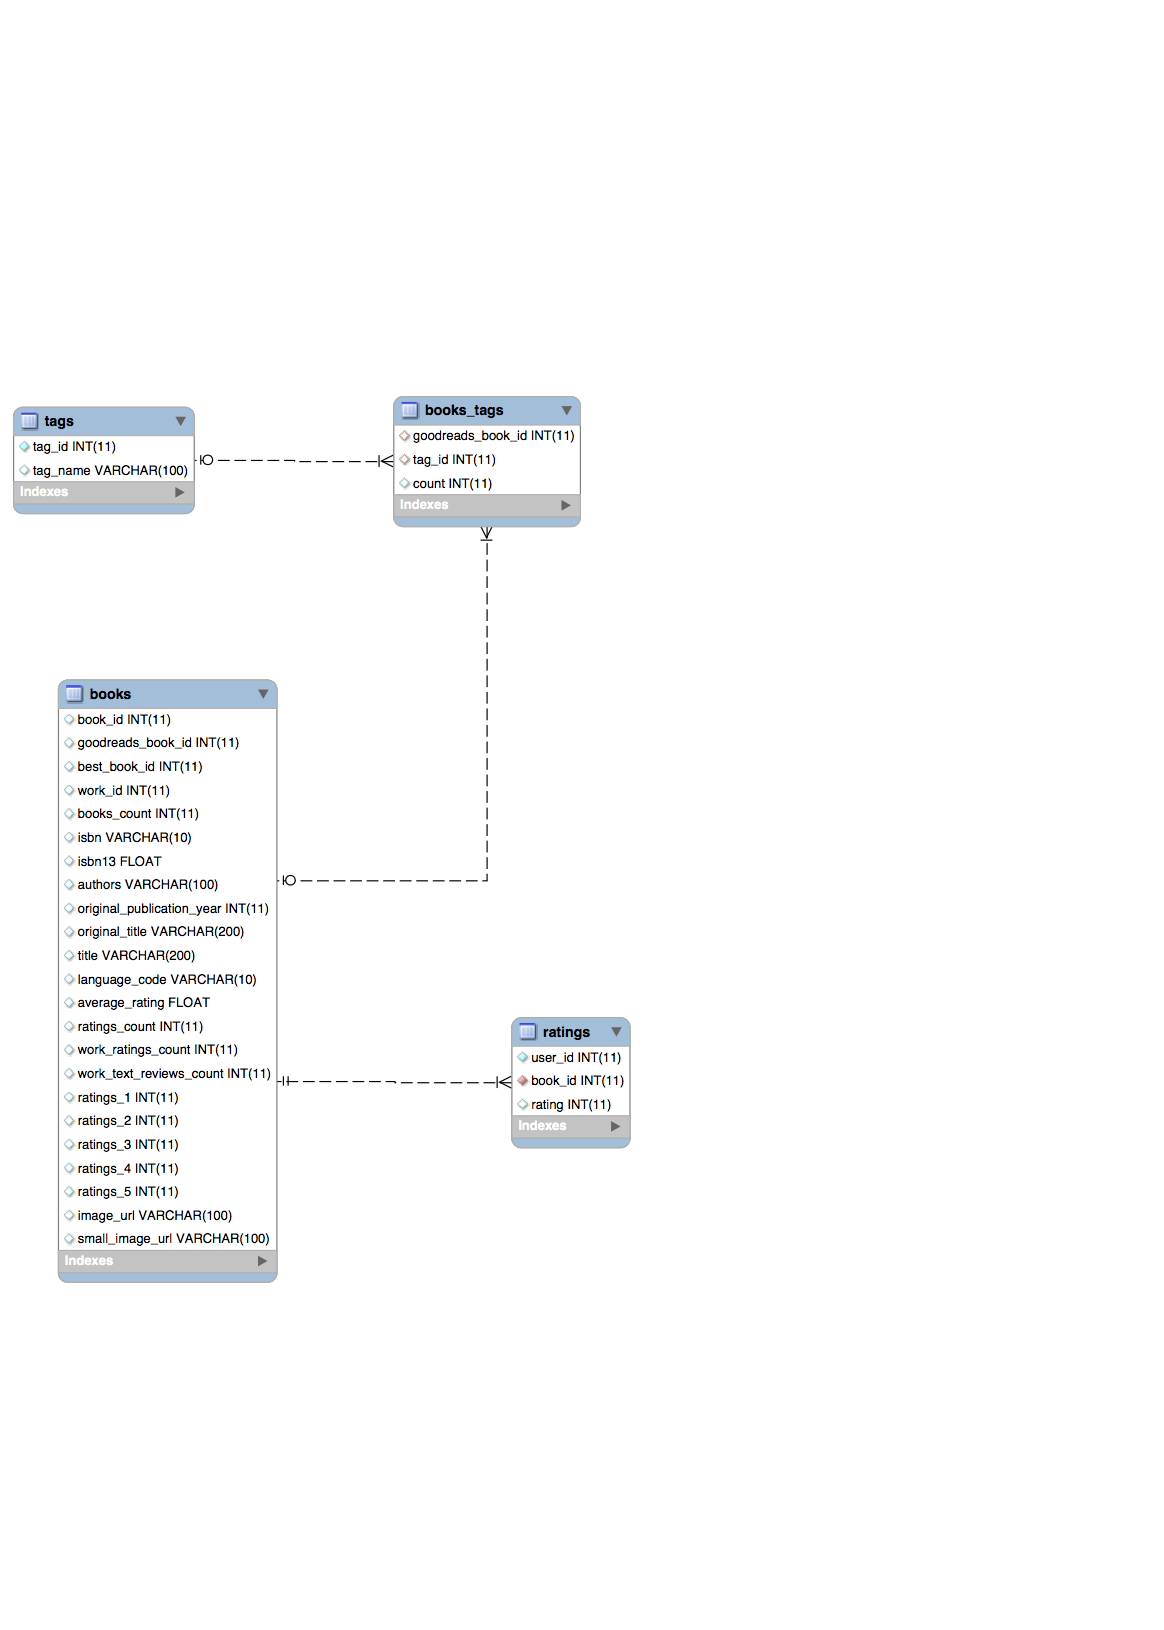 tags
tag_id INT(11)
tag_name VARCHAR(100)
Indexes
books_tags
goodreads_book_id INT(11)
tag_id INT(11)
count INT(11)
Indexes
books
book_id INT(11)
goodreads_book_id INT(11)
best_book_id INT(11)
work_id INT(11)
books_count INT(11)
isbn VARCHAR(10)
isbn13 FLOAT
authors VARCHAR(100)
original_publication_year INT(11)
original_title VARCHAR(200)
title VARCHAR(200)
language_code VARCHAR(10)
average_rating FLOAT
ratings_count INT(11)
work_ratings_count INT(11)
work_text_reviews_count INT(11)
ratings_1 INT(11)
ratings_2 INT(11)
ratings_3 INT(11)
ratings_4 INT(11)
ratings_5 INT(11)
image_url VARCHAR(100)
small_image_url VARCHAR(100)
Indexes
ratings
user_id INT(11)
book_id INT(11)
rating INT(11)
Indexes